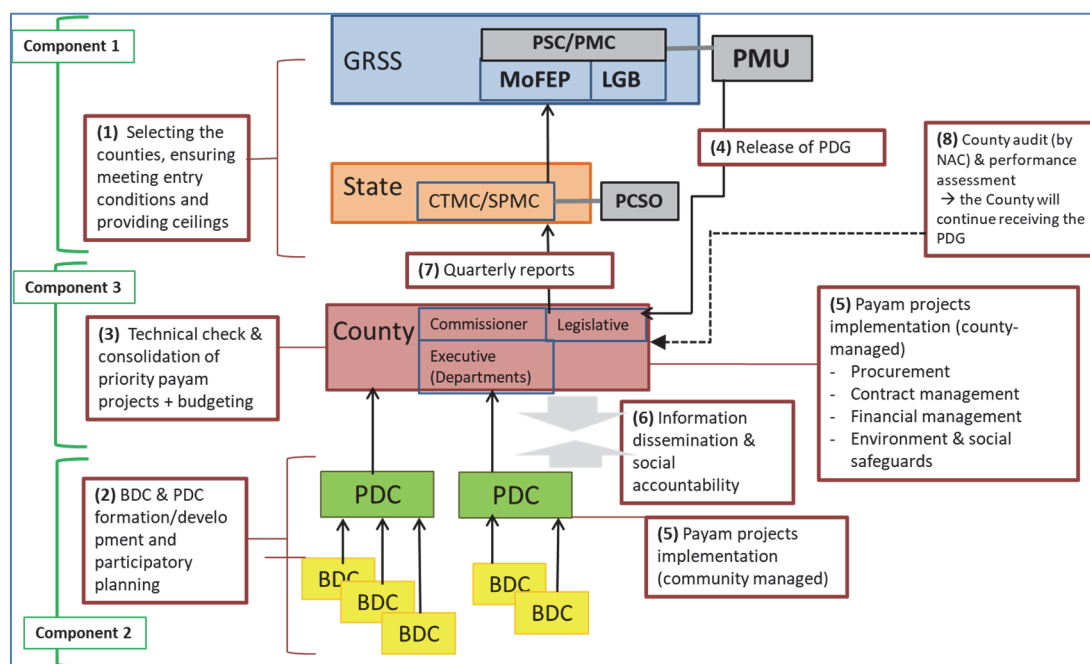 Component 1
GRSS
PSC/PMC
MoFEP
LGB
PMU
(1) Selecting the
counties, ensuring
meeting entry
conditions and
providing ceilings
(4) Release of PDG
(8) County audit (by
NAC) & performance
assessment
→ the County will
continue receiving the
PDG
State
CTMC/SPMC
PCSO
(7) Quarterly reports
Component 3
(3) Technical check &
consolidation of
priority payam
projects + budgeting
County
Commissioner
Legislative
Executive
(Departments)
(5) Payam projects
implementation (county-
managed)
- Procurement
- Contract management
- Financial management
- Environment & social
safeguards
(6) Information
dissemination &
social
accountability
(2) BDC & PDC
formation/develo
pment and
participatory
planning
PDC
PDC
(5) Payam projects
implementation
(community managed)
BDC
BDC
BDC
BDC
BDC
Component 2